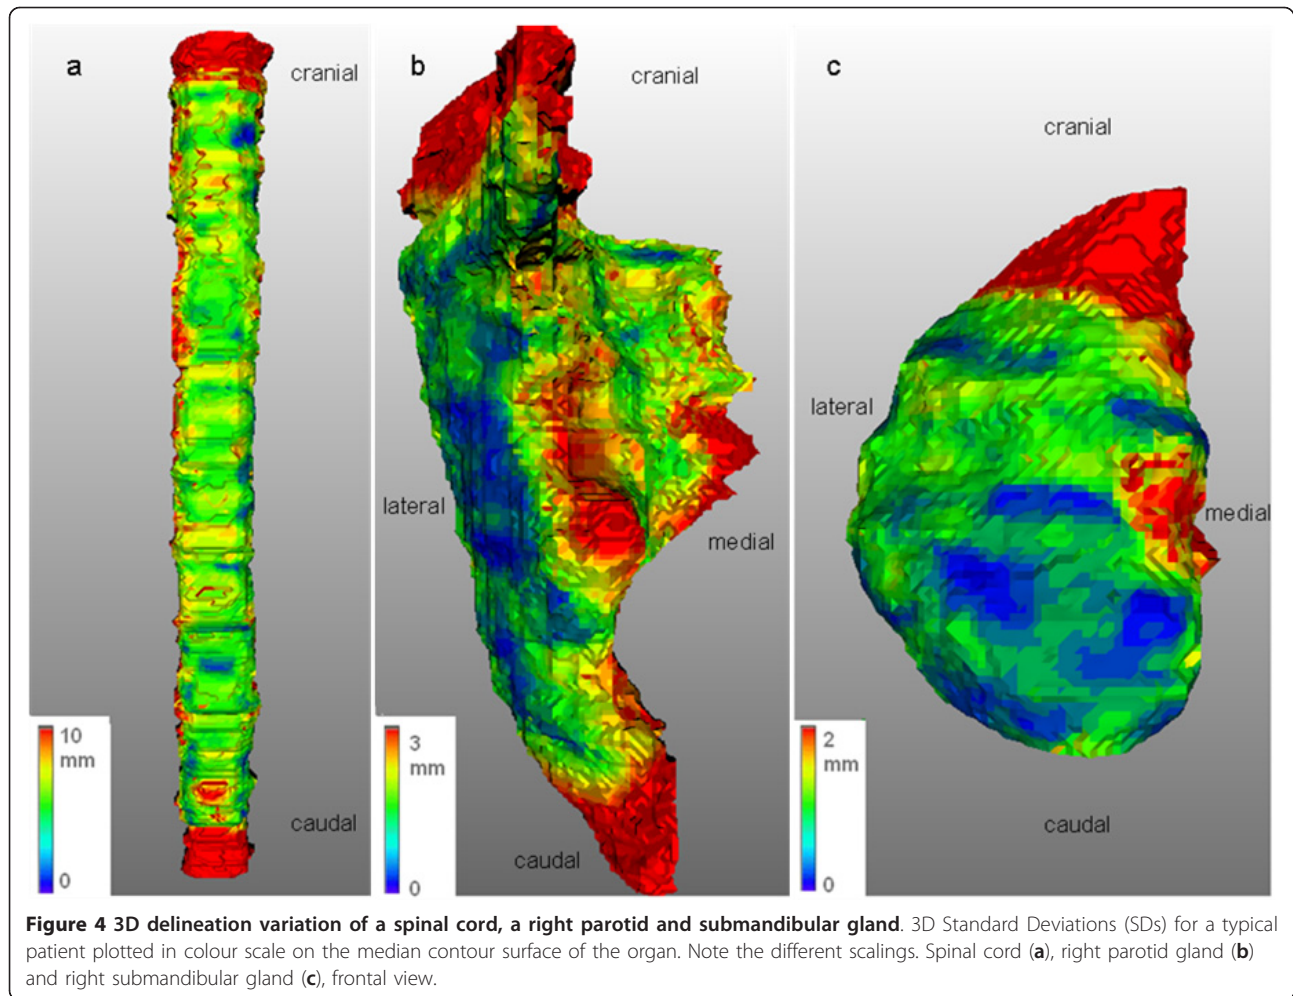 a
cranial
10
mm
0
caudal
b
cranial
lateral
medial
3
mm
0
caudal
c
cranial
lateral
medial
2
mm
0
caudal
Figure 4 3D delineation variation of a spinal cord, a right parotid and submandibular gland. 3D Standard Deviations (SDs) for a typical
patient plotted in colour scale on the median contour surface of the organ. Note the different scalings. Spinal cord (a), right parotid gland (b)
and right submandibular gland (c), frontal view.